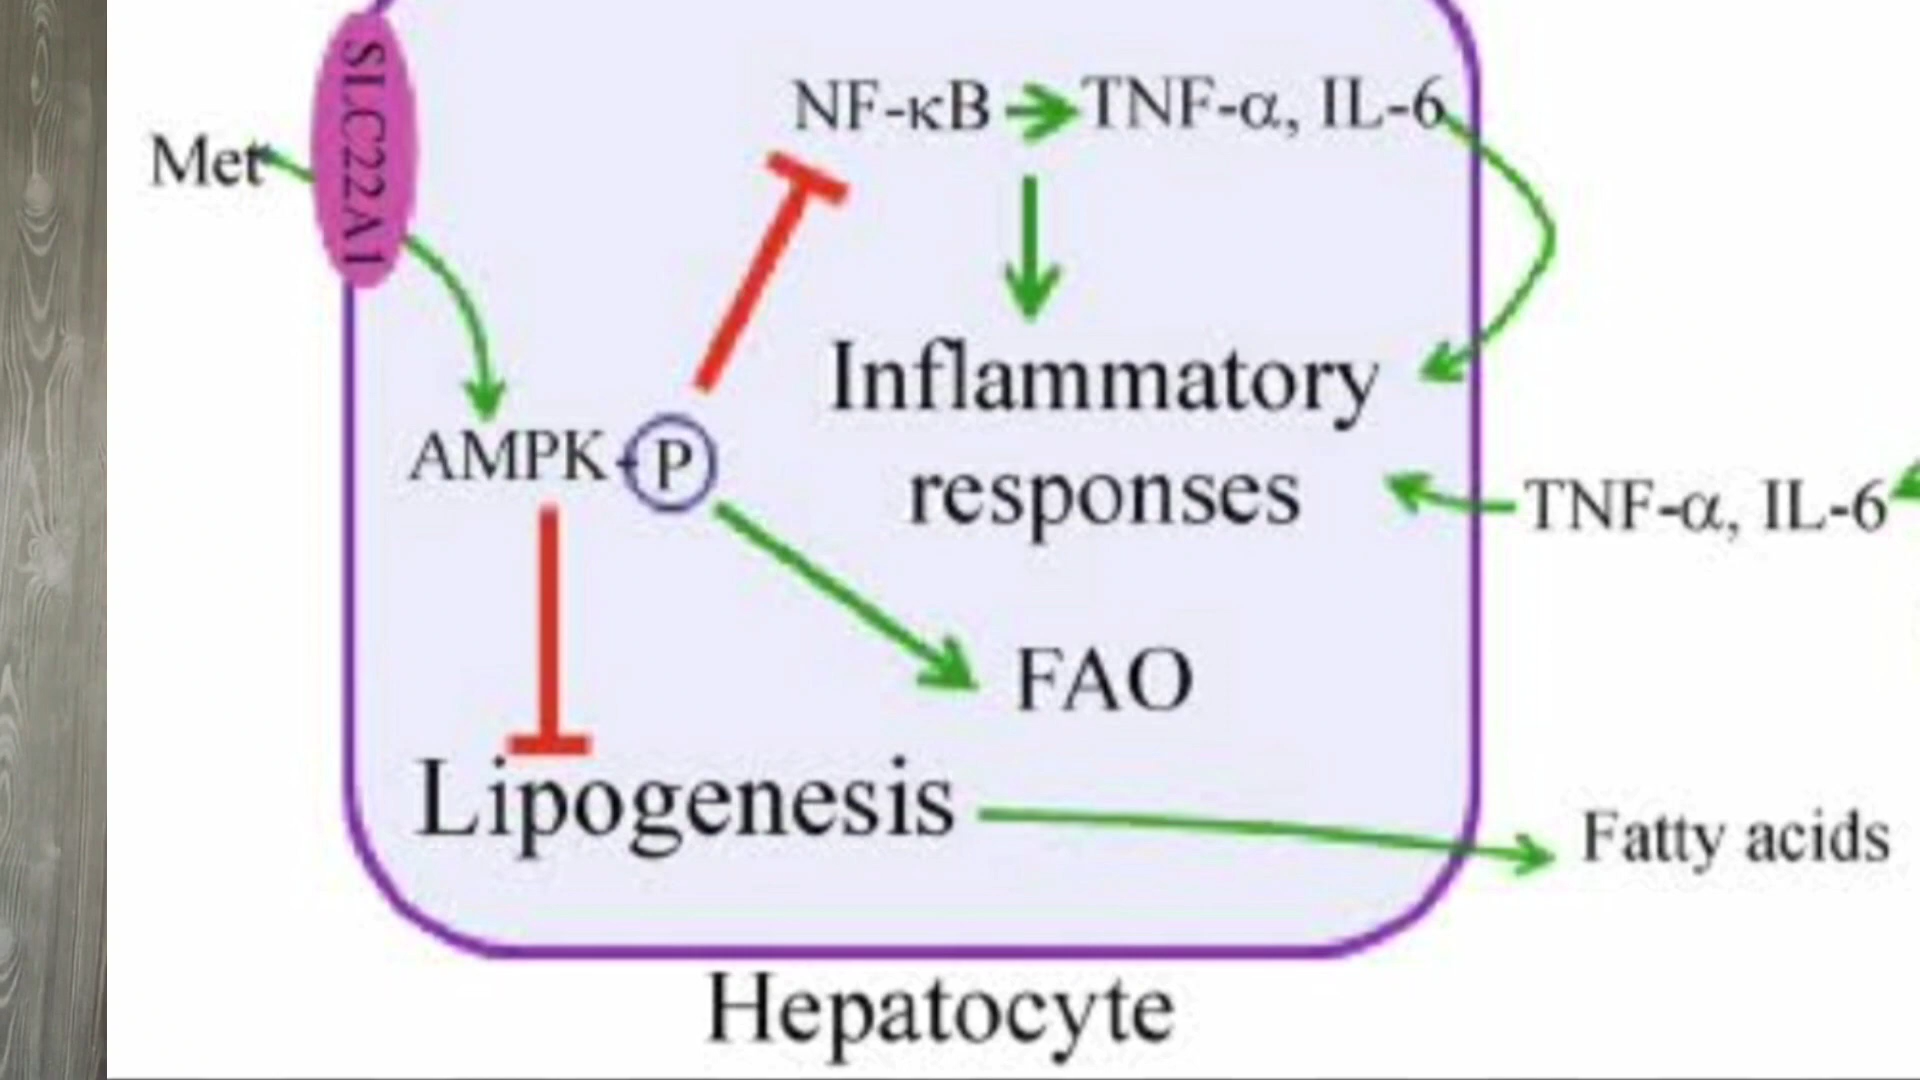 SLC22A1
Met
NF-κB
TNF-α, IL-6
Inflammatory
responses
AMPK
P
TNF-α, IL-6
FAO
Lipogenesis
Fatty acids
Hepatocyte